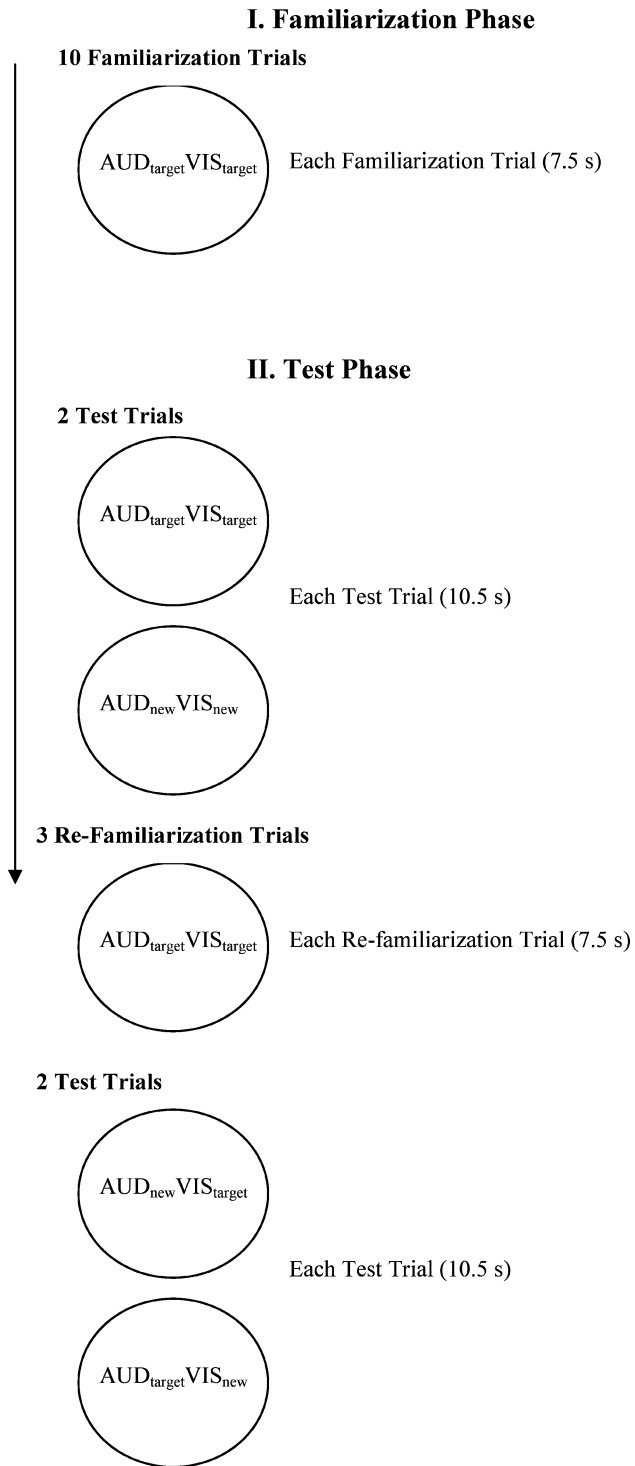 I. Familiarization Phase
10 Familiarization Trials
AUDtargetVIStarget
Each Familiarization Trial (7.5 s)
II. Test Phase
2 Test Trials
AUDtargetVIStarget
Each Test Trial (10.5 s)
AUDnewVISnew
3 Re-Familiarization Trials
AUDtargetVIStarget
Each Re-familiarization Trial (7.5 s)
2 Test Trials
AUDnewVIStarget
Each Test Trial (10.5 s)
AUDtargetVISnew